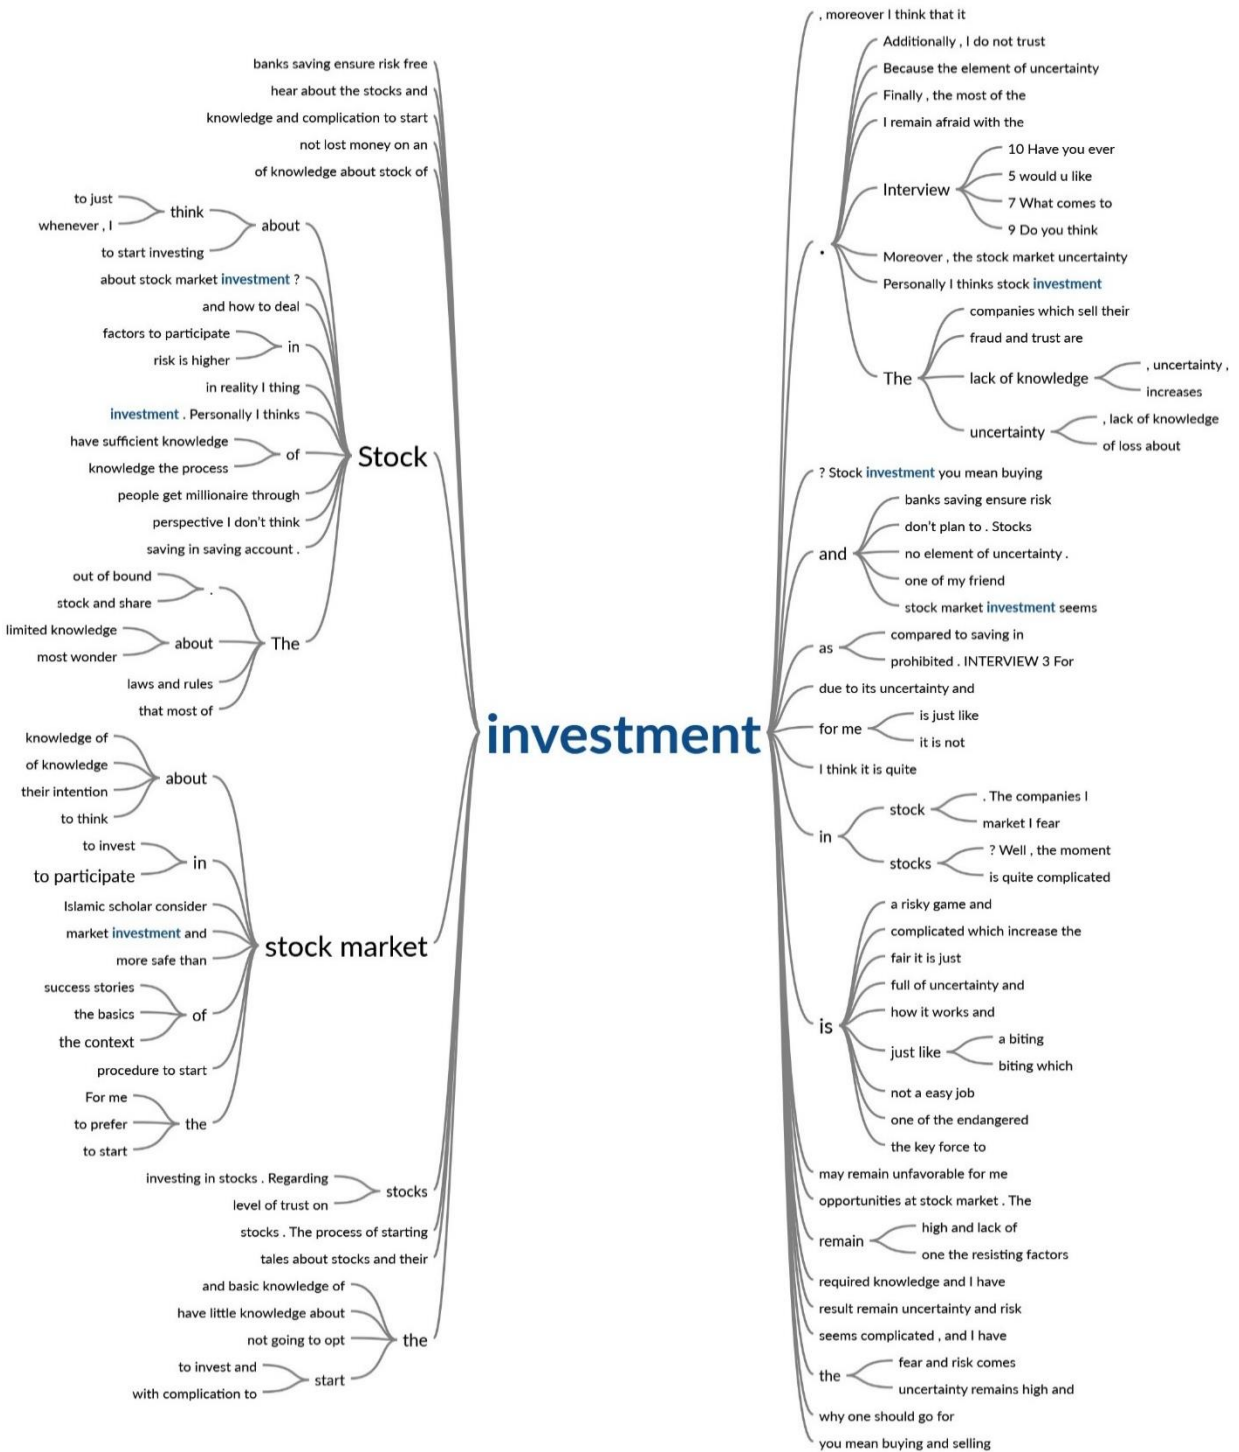 banks saving ensure risk free
hear about the stocks and
knowledge and complication to start
not lost money on an
of knowledge about stock of
to just
whenever , I
think
to start investing
about
about stock market investment ?
and how to deal
factors to participate
risk is higher
in
in reality I thing
investment . Personally I thinks
have sufficient knowledge
knowledge the process
of
people get millionaire through
perspective I don't think
saving in saving account .
out of bound
stock and share
.
limited knowledge
most wonder
about
laws and rules
that most of
The
Stock
knowledge of
of knowledge
their intention
to think
about
to invest
to participate
in
Islamic scholar consider
market investment and
more safe than
success stories
the basics
the context
of
procedure to start
For me
to prefer
to start
the
stock market
investing in stocks . Regarding
level of trust on
stocks
stocks . The process of starting
tales about stocks and their
and basic knowledge of
have little knowledge about
not going to opt
to invest and
with complication to
start
the
investment
, moreover I think that it
.
Additionally , I do not trust
Because the element of uncertainty
Finally , the most of the
I remain afraid with the
Interview
10 Have you ever
5 would u like
7 What comes to
9 Do you think
Moreover , the stock market uncertainty
Personally I thinks stock investment
The
companies which sell their
fraud and trust are
lack of knowledge
, uncertainty ,
increases
uncertainty
, lack of knowledge
of loss about
? Stock investment you mean buying
and
banks saving ensure risk
don't plan to . Stocks
no element of uncertainty .
one of my friend
stock market investment seems
as
compared to saving in
prohibited . INTERVIEW 3 For
due to its uncertainty and
for me
is just like
it is not
I think it is quite
in
stock
. The companies I
market I fear
stocks
? Well , the moment
is quite complicated
is
a risky game and
complicated which increase the
fair it is just
full of uncertainty and
how it works and
just like
a biting
biting which
not a easy job
one of the endangered
the key force to
may remain unfavorable for me
opportunities at stock market . The
remain
high and lack of
one the resisting factors
required knowledge and I have
result remain uncertainty and risk
seems complicated , and I have
the
fear and risk comes
uncertainty remains high and
why one should go for
you mean buying and selling